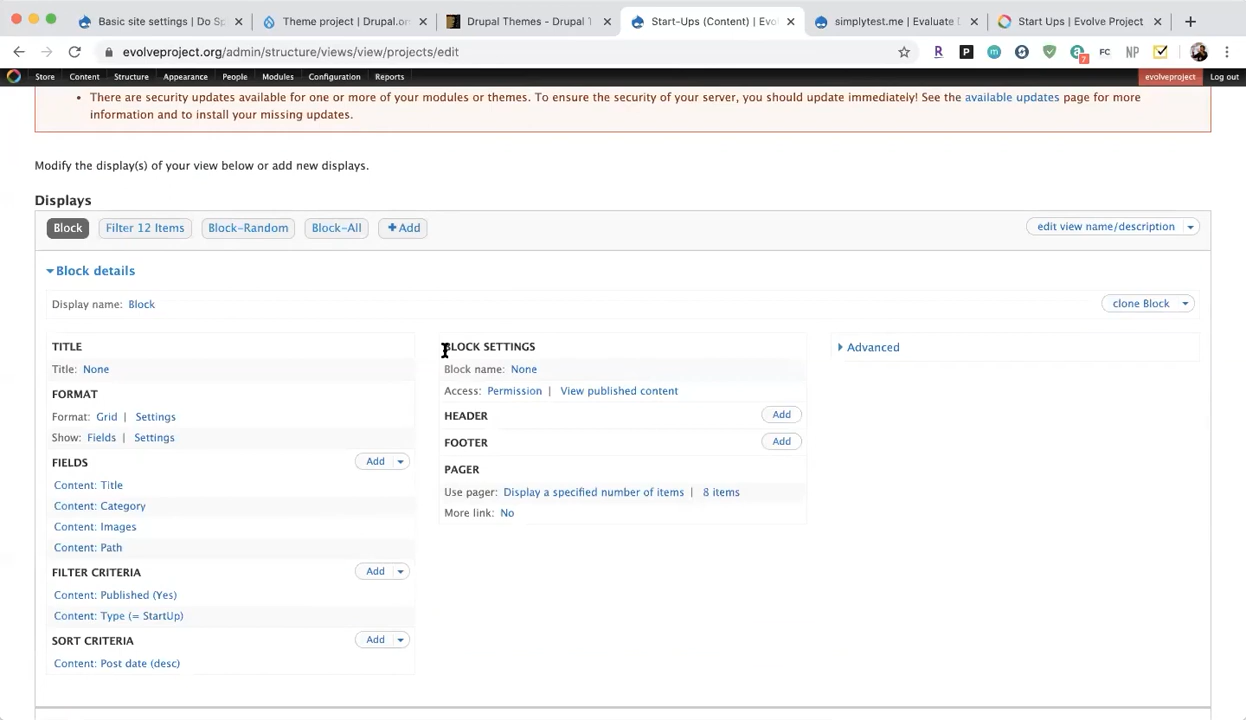 Basic site settings | Do Sp
Theme project | Drupal.or
Drupal Themes - Drupal T
Start-Ups (Content) | Evol
simplytest.me | Evaluate D
Start Ups | Evolve Project
evolveproject.org/admin/structure/views/view/projects/edit
R P m 7 FC NP
Store Content Structure Appearance People Modules Configuration Reports evolveproject Log out
There are security updates available for one or more of your modules or themes. To ensure the security of your server, you should update immediately! See the available updates page for more
information and to install your missing updates.
Modify the display(s) of your view below or add new displays.
Displays
Block Filter 12 Items Block-Random Block-All + Add edit view name/description
Block details
Display name: Block clone Block
TITLE
Title: None
FORMAT
Format: Grid | Settings
Show: Fields | Settings
FIELDS Add
Content: Title
Content: Category
Content: Images
Content: Path
FILTER CRITERIA Add
Content: Published (Yes)
Content: Type (= StartUp)
SORT CRITERIA Add
Content: Post date (desc)
BLOCK SETTINGS
Block name: None
Access: Permission | View published content
HEADER Add
FOOTER Add
PAGER
Use pager: Display a specified number of items | 8 items
More link: No
Advanced